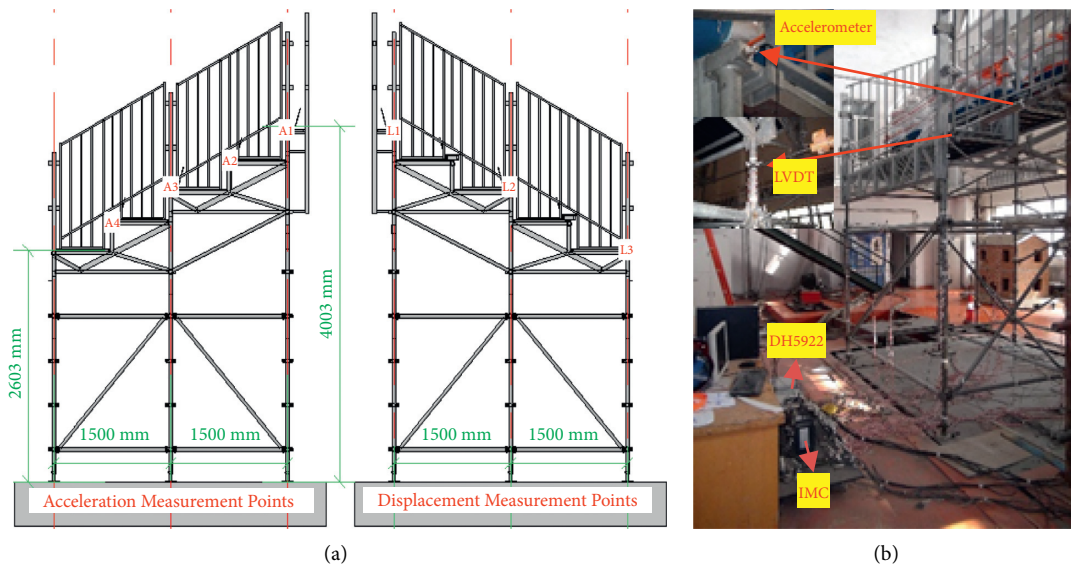 A1
A2
A3
A4
2603 mm
4003 mm
1500 mm
1500 mm
Acceleration Measurement Points
L1
L2
L3
1500 mm
1500 mm
Displacement Measurement Points
(a)
Accelerometer
LVDT
DH5922
IMC
(b)